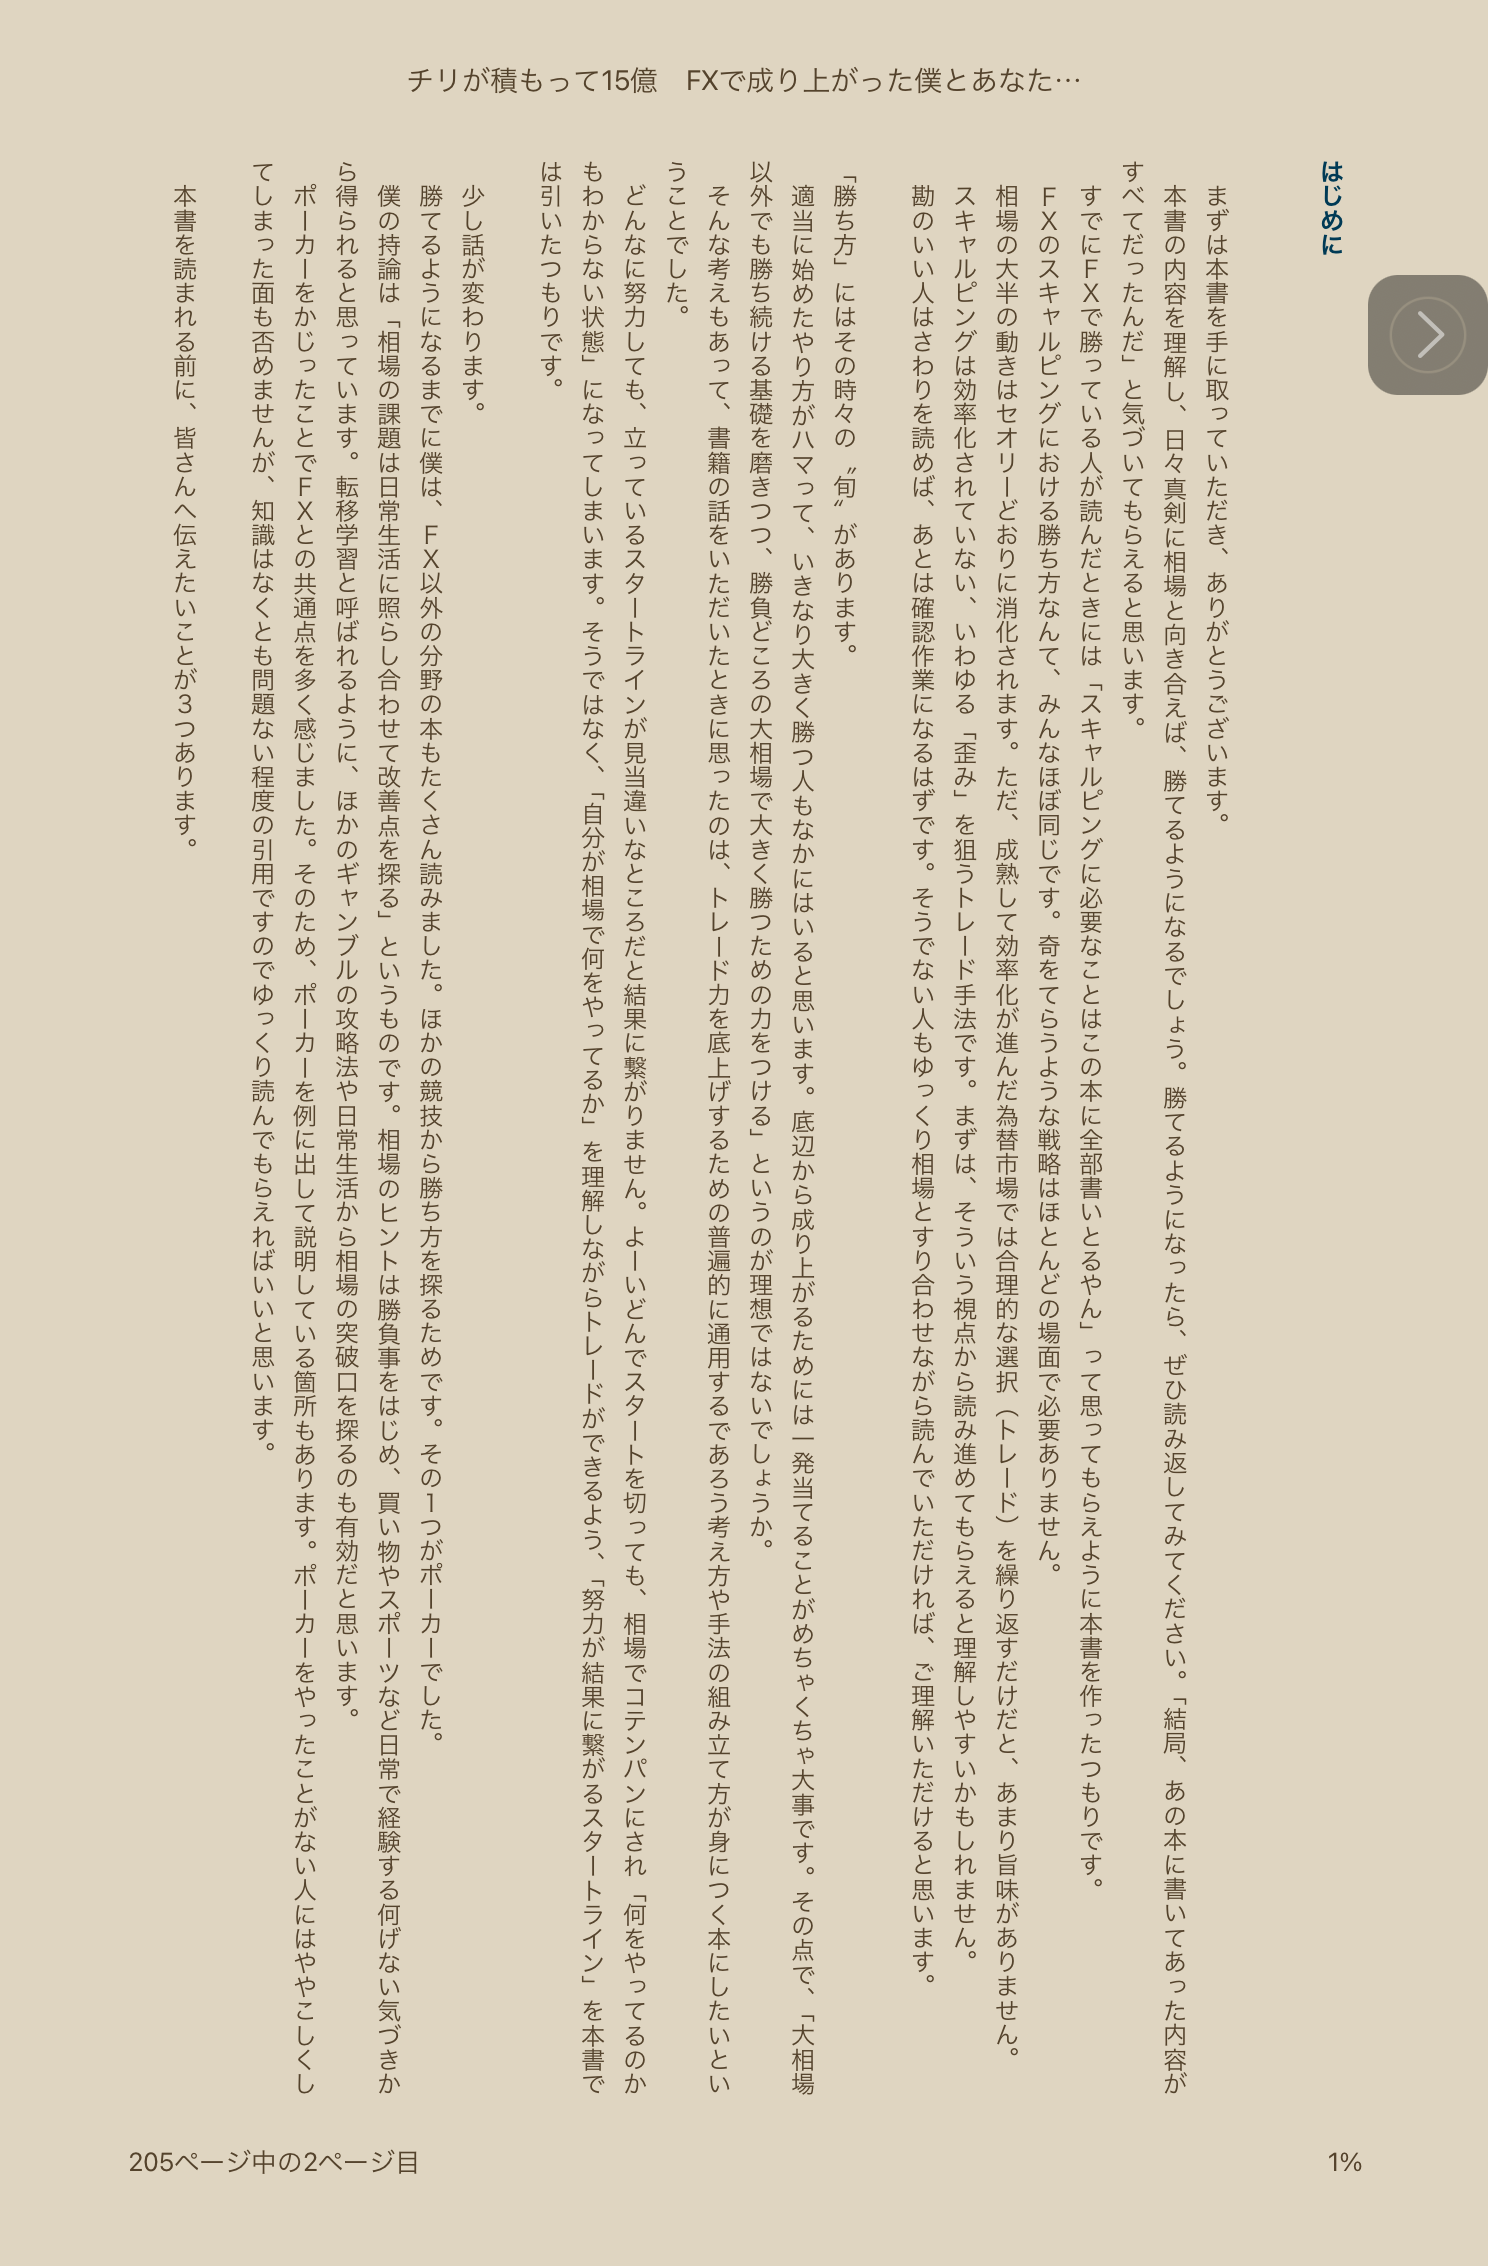 チリが積もって15億　FXで成り上がった僕とあなた…
はじめに
　まずは本書を手に取っていただき、ありがとうございます。
　本書の内容を理解し、日々真剣に相場と向き合えば、勝てるようになるでしょう。勝てるようになったら、ぜひ読み返してみてください。「結局、あの本に書いてあった内容が
すべてだったんだ」と気づいてもらえると思います。
　すでにＦＸで勝っている人が読んだときには「スキャルピングに必要なことはこの本に全部書いとるやん」って思ってもらえように本書を作ったつもりです。
　ＦＸのスキャルピングにおける勝ち方なんて、みんなほぼ同じです。奇をてらうような戦略はほとんどの場面で必要ありません。
　相場の大半の動きはセオリーどおりに消化されます。ただ、成熟して効率化が進んだ為替市場では合理的な選択（トレード）を繰り返すだけだと、あまり旨味がありません。
　スキャルピングは効率化されていない、いわゆる「歪み」を狙うトレード手法です。まずは、そういう視点から読み進めてもらえると理解しやすいかもしれません。
　勘のいい人はさわりを読めば、あとは確認作業になるはずです。そうでない人もゆっくり相場とすり合わせながら読んでいただければ、ご理解いただけると思います。
「勝ち方」にはその時々の〝旬〟があります。
　適当に始めたやり方がハマって、いきなり大きく勝つ人もなかにはいると思います。底辺から成り上がるためには一発当てることがめちゃくちゃ大事です。その点で、「大相場
以外でも勝ち続ける基礎を磨きつつ、勝負どころの大相場で大きく勝つための力をつける」というのが理想ではないでしょうか。
　そんな考えもあって、書籍の話をいただいたときに思ったのは、トレード力を底上げするための普遍的に通用するであろう考え方や手法の組み立て方が身につく本にしたいとい
うことでした。
　どんなに努力しても、立っているスタートラインが見当違いなところだと結果に繋がりません。よーいどんでスタートを切っても、相場でコテンパンにされ「何をやってるのか
もわからない状態」になってしまいます。そうではなく、「自分が相場で何をやってるか」を理解しながらトレードができるよう、「努力が結果に繋がるスタートライン」を本書で
は引いたつもりです。
　少し話が変わります。
　勝てるようになるまでに僕は、ＦＸ以外の分野の本もたくさん読みました。ほかの競技から勝ち方を探るためです。その１つがポーカーでした。
　僕の持論は「相場の課題は日常生活に照らし合わせて改善点を探る」というものです。相場のヒントは勝負事をはじめ、買い物やスポーツなど日常で経験する何げない気づきか
ら得られると思っています。転移学習と呼ばれるように、ほかのギャンブルの攻略法や日常生活から相場の突破口を探るのも有効だと思います。
　ポーカーをかじったことでＦＸとの共通点を多く感じました。そのため、ポーカーを例に出して説明している箇所もあります。ポーカーをやったことがない人にはややこしくし
てしまった面も否めませんが、知識はなくとも問題ない程度の引用ですのでゆっくり読んでもらえればいいと思います。
　本書を読まれる前に、皆さんへ伝えたいことが３つあります。
205ページ中の2ページ目
1%